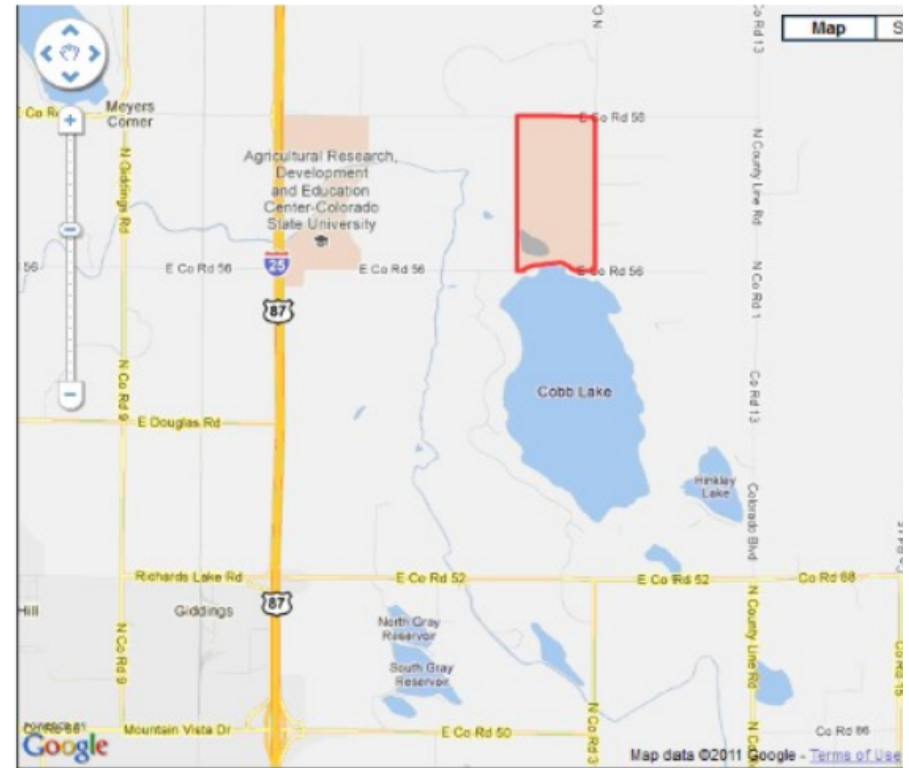 N
Co Rd 13
Map
S
E Co R
Meyers
Corner
E Co Rd 58
N Giddings Rd
Agricultural Research,
Development
and Education
Center-Colorado
State University
N County Line Rd
56
E Co Rd 56
25
E Co Rd 56
E Co Rd 56
87
N Co Rd 1
N Co Rd 9
Cobb Lake
Co Rd 13
E Douglas Rd
Hinkley
Lake
Colorado Blvd
Richards Lake Rd
E Co Rd 52
E Co Rd 52
Co Rd 88
Hill
Giddings
87
North Gray
Reservoir
N Co Rd 9
South Gray
Reservoir
N County Line Rd
Co Rd 15
N Co Rd 3
Mountain Vista Dr
E Co Rd 50
N Co
Co Rd 86
Google
Map data ©2011 Google - Terms of Use